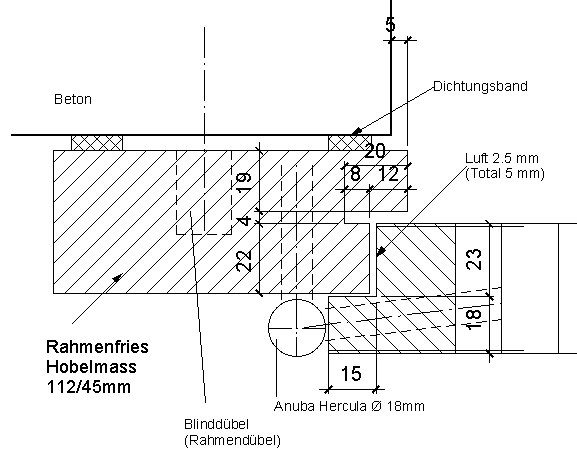 5
Dichtungsband
Beton
20
Luft 2.5 mm
(Total 5 mm)
8
12
19
4
22
23
18
Rahmenfries
Hobelmass
112/45mm
15
Anuba Hercula Ø 18mm
Blinddübel
(Rahmendübel)